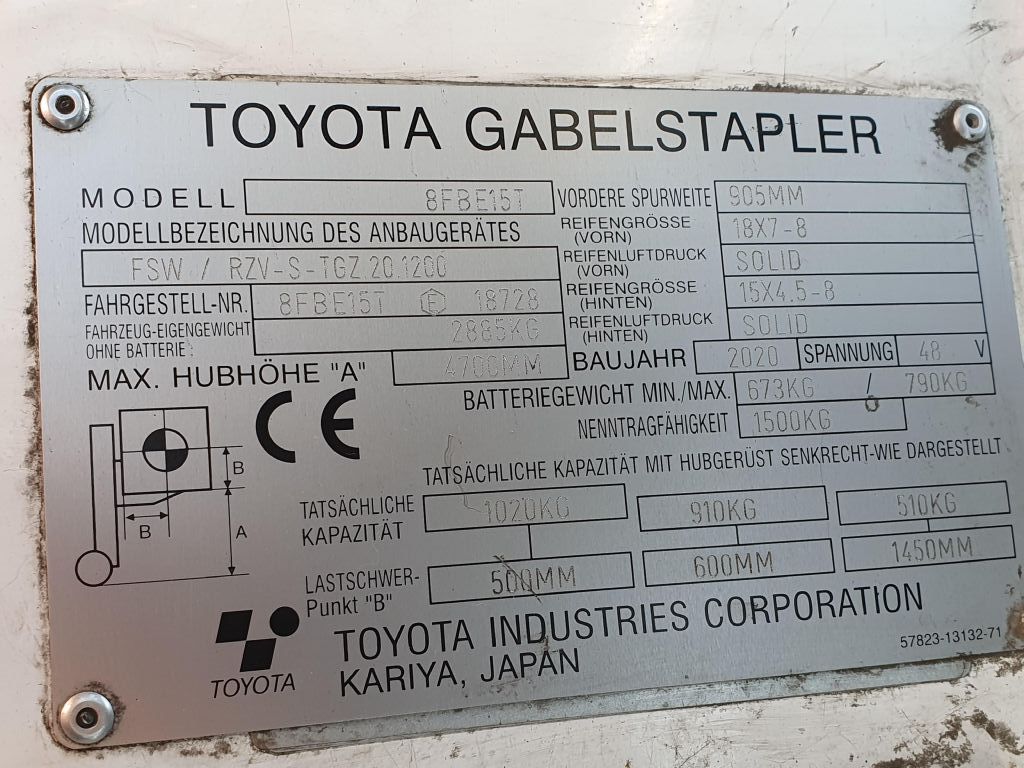 TOYOTA GABELSTAPLER
MODELL 8FBE15T VORDERE SPURWEITE 905MM
MODELLBEZEICHNUNG DES ANBAUGERÄTES REIFENGRÖSSE (VORN) 18X7-8
FSW / RZV-S-TGZ.20.1200 REIFENLUFTDRUCK (VORN) SOLID
FAHRGESTELL-NR. 8FBE15T E 18728 REIFENGRÖSSE (HINTEN) 15X4.5-8
FAHRZEUG-EIGENGEWICHT OHNE BATTERIE: 2885KG REIFENLUFTDRUCK (HINTEN) SOLID
MAX. HUBHÖHE "A" 4700MM BAUJAHR 2020 SPANNUNG 48 V
BATTERIEGEWICHT MIN./MAX. 673KG / 790KG
CE NENNTRAGFÄHIGKEIT 1500KG
TATSÄCHLICHE KAPAZITÄT MIT HUBGERÜST SENKRECHT-WIE DARGESTELLT
B
B A
TATSÄCHLICHE KAPAZITÄT 1020KG 910KG 510KG
LASTSCHWER-Punkt "B" 500MM 600MM 1450MM
TOYOTA
TOYOTA INDUSTRIES CORPORATION
KARIYA, JAPAN
57823-13132-71